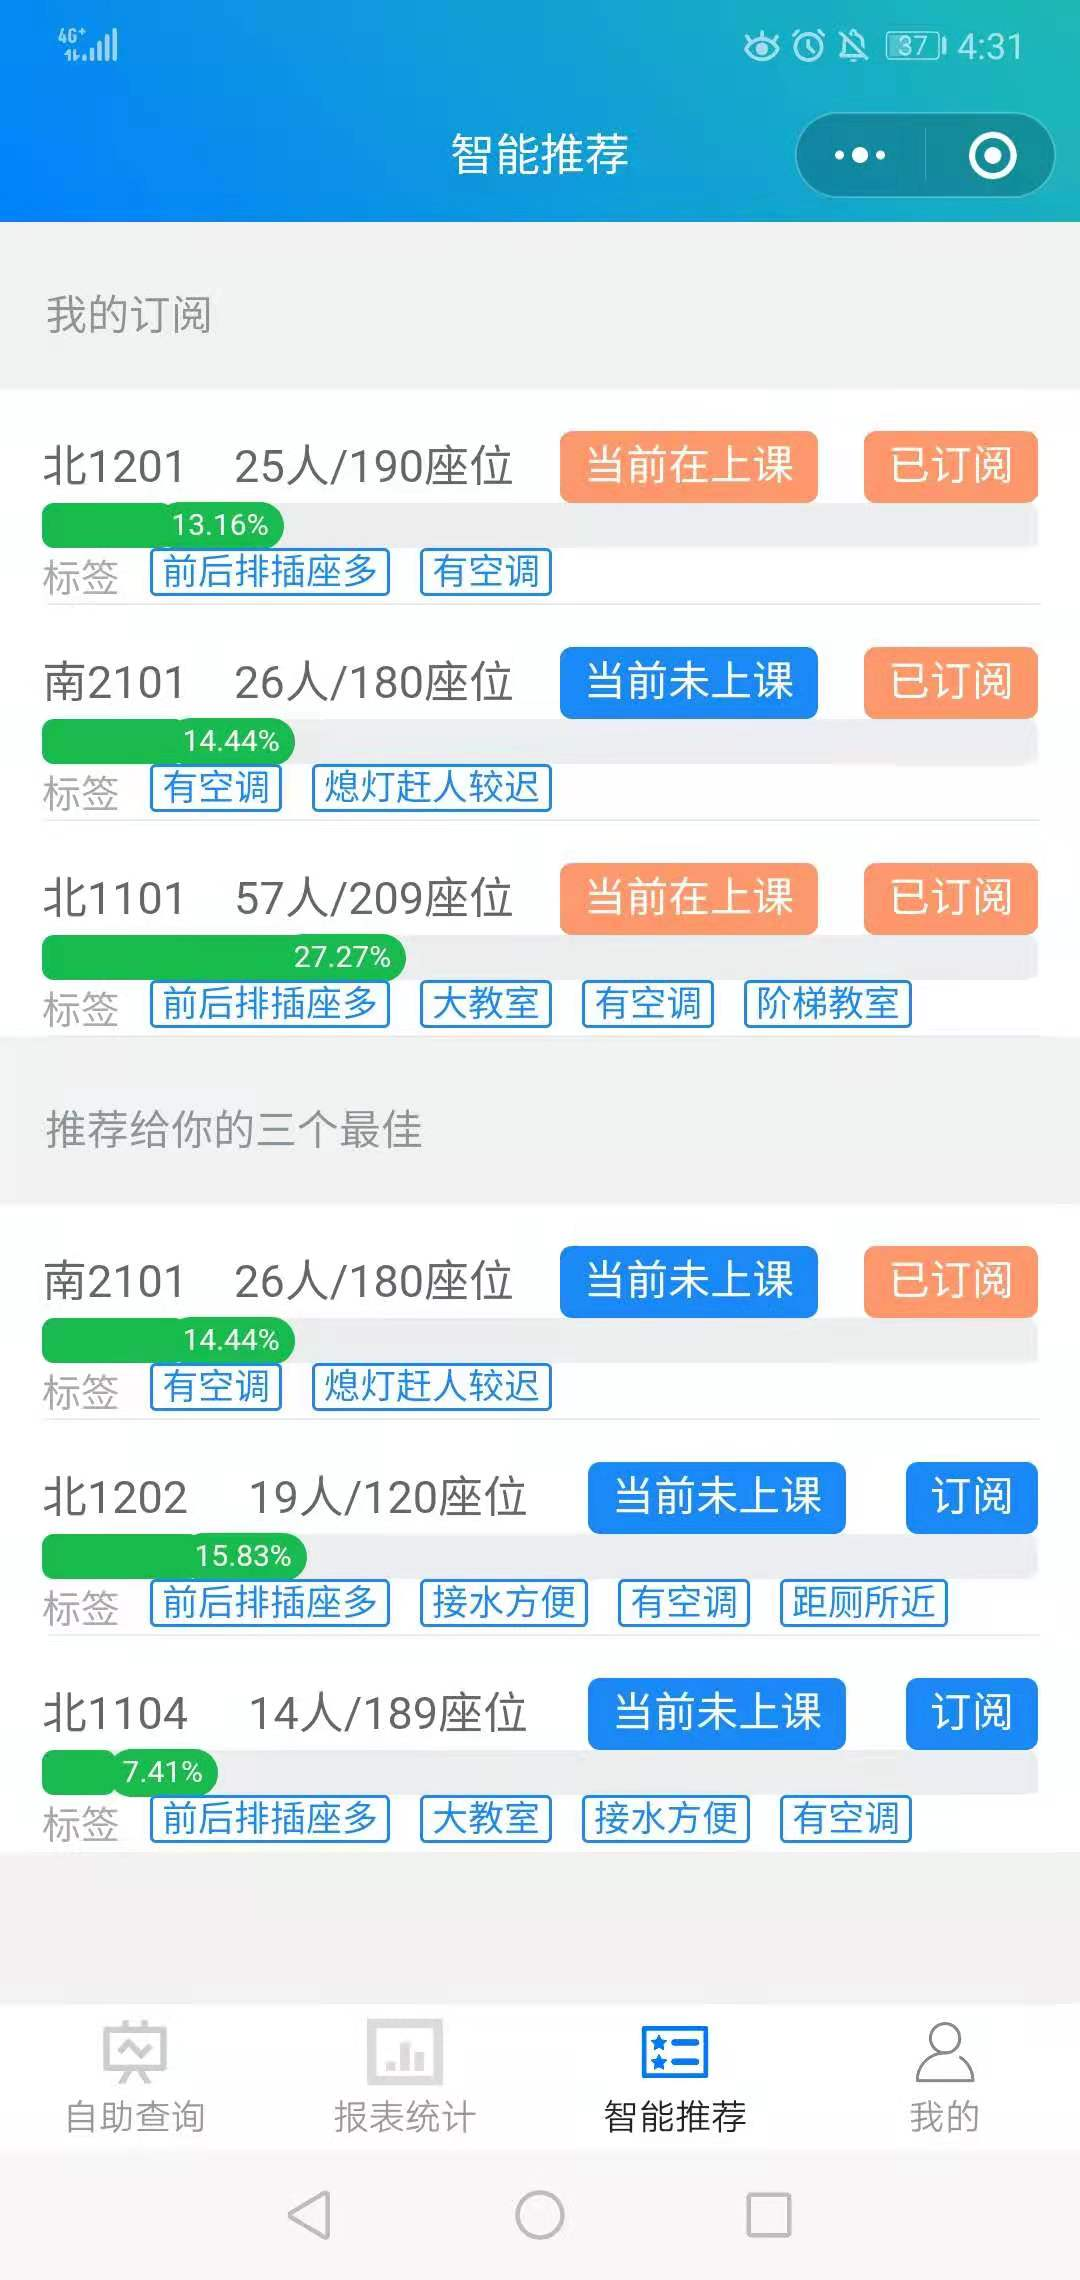 4G+ 37 4:31
智能推荐
我的订阅
北1201 25人/190座位 当前在上课 已订阅
13.16%
标签 前后排插座多 有空调
南2101 26人/180座位 当前未上课 已订阅
14.44%
标签 有空调 熄灯赶人较迟
北1101 57人/209座位 当前在上课 已订阅
27.27%
标签 前后排插座多 大教室 有空调 阶梯教室
推荐给你的三个最佳
南2101 26人/180座位 当前未上课 已订阅
14.44%
标签 有空调 熄灯赶人较迟
北1202 19人/120座位 当前未上课 订阅
15.83%
标签 前后排插座多 接水方便 有空调 距厕所近
北1104 14人/189座位 当前未上课 订阅
7.41%
标签 前后排插座多 大教室 接水方便 有空调
自助查询 报表统计 智能推荐 我的